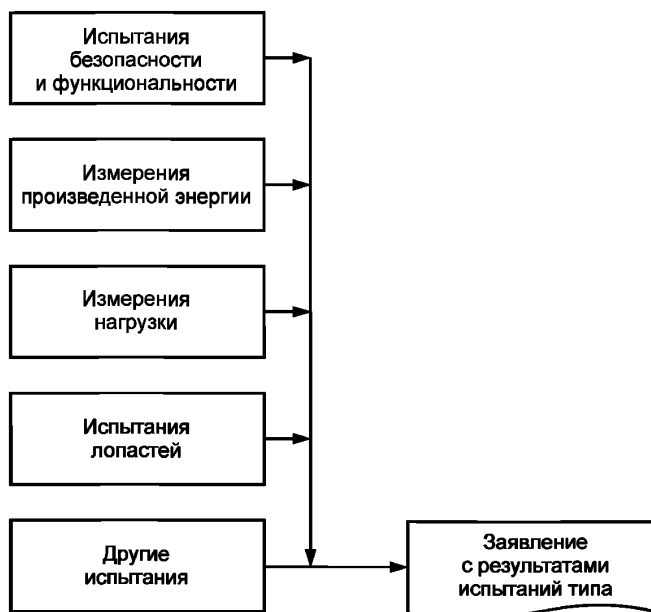 Испытания
безопасности
и функциональности
Измерения
произведенной энергии
Измерения
нагрузки
Испытания
лопастей
Другие
испытания
Заявление
с результатами
испытаний типа